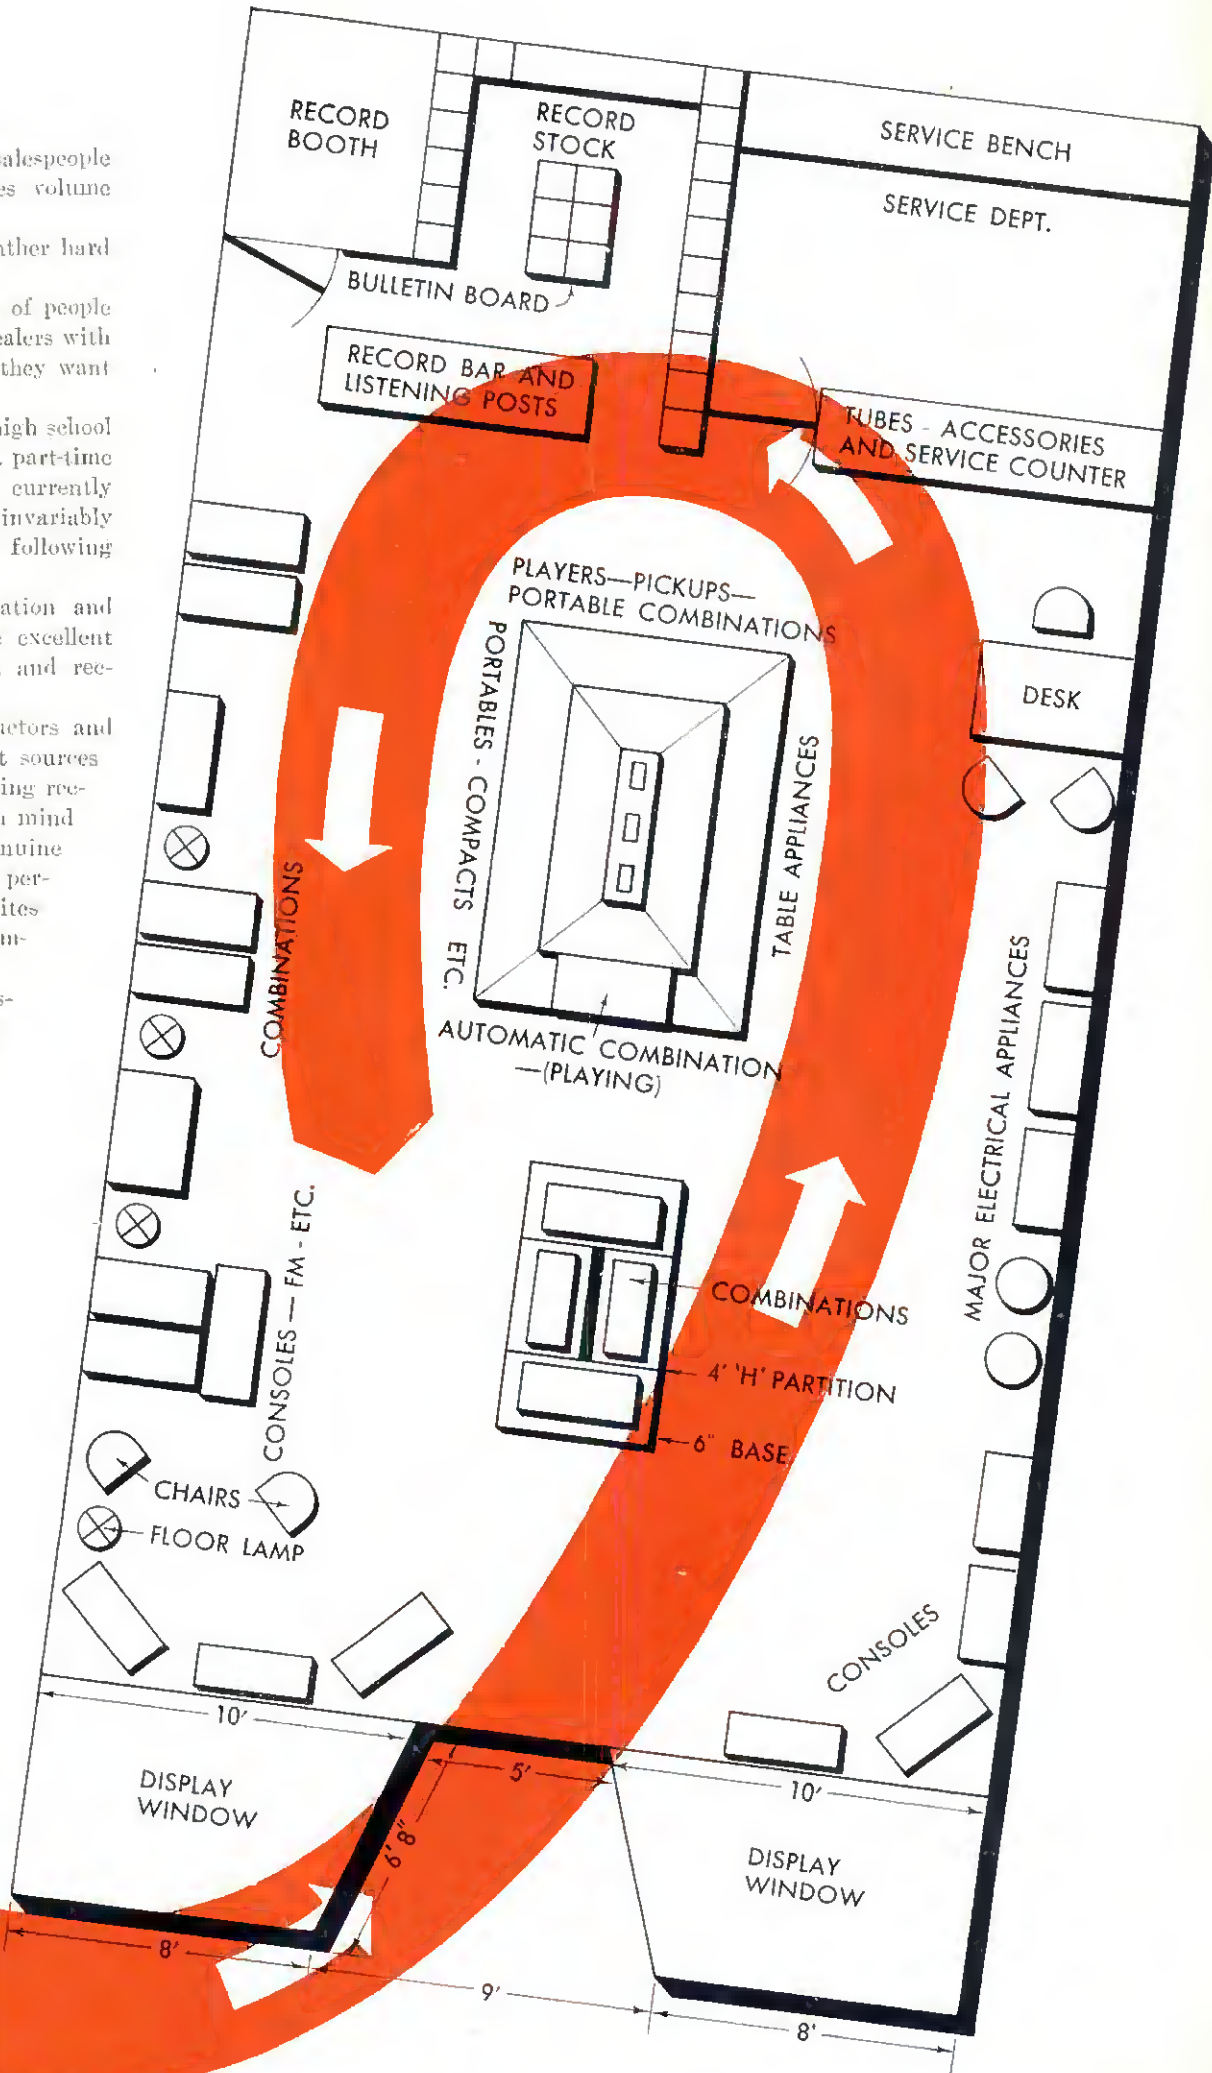 salespeople
es volume
ather hard
of people
ealers with
they want
high school
part-time
currently
invariably
following
ation and
excellent
and rec-
ctors and
t sources
ing rec-
mind
nuine
per-
ites
RECORD
BOOTH
RECORD
STOCK
SERVICE BENCH
SERVICE DEPT.
BULLETIN BOARD
RECORD BAR AND
LISTENING POSTS
TUBES - ACCESSORIES
AND SERVICE COUNTER
PLAYERS—PICKUPS—
PORTABLE COMBINATIONS
PORTABLES - COMPACTS ETC.
TABLE APPLIANCES
DESK
COMBINATIONS
AUTOMATIC COMBINATION
—(PLAYING)
MAJOR ELECTRICAL APPLIANCES
CONSOLES — FM - ETC.
COMBINATIONS
4' 'H' PARTITION
6" BASE
CHAIRS
FLOOR LAMP
CONSOLES
10'
5'
10'
DISPLAY
WINDOW
6' 8"
DISPLAY
WINDOW
8'
9'
8'